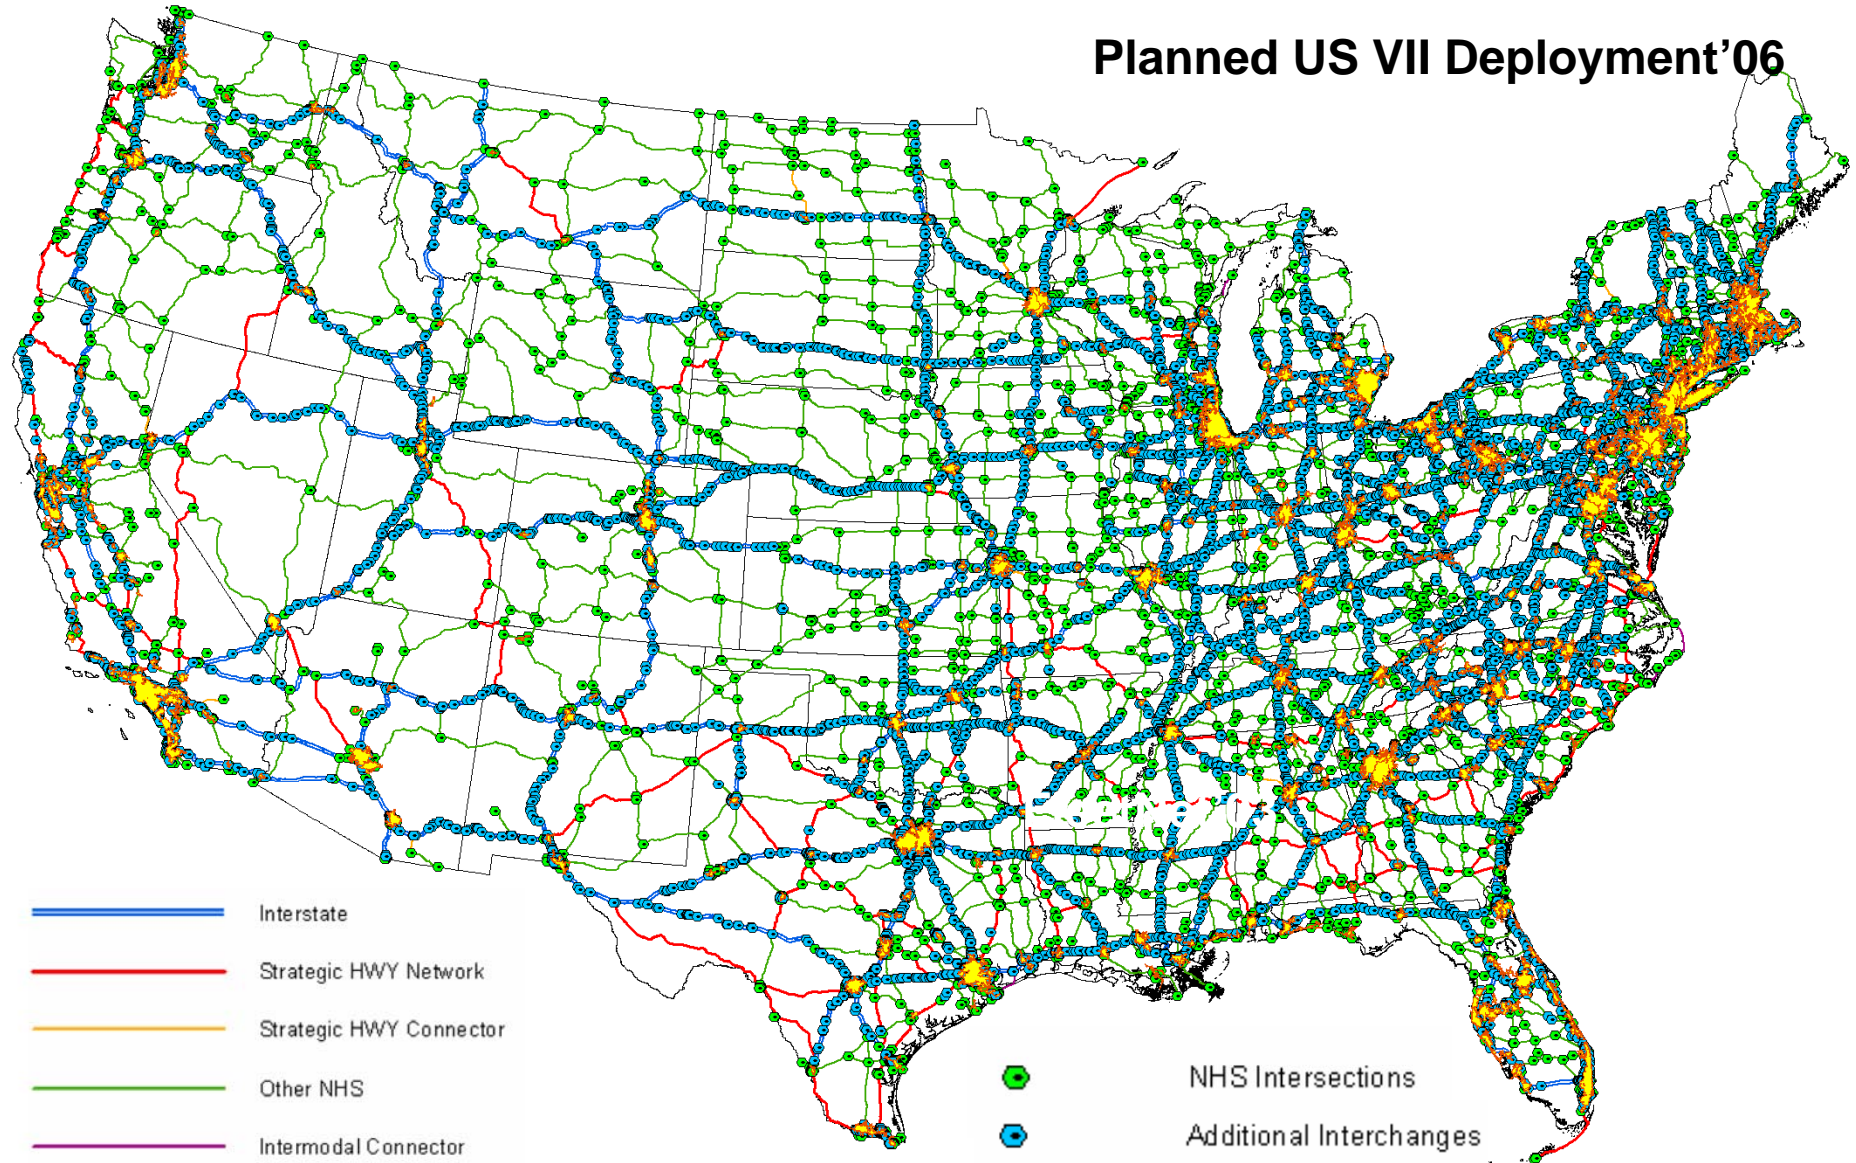 Planned US VII Deployment’06
Interstate
Strategic HWY Network
Strategic HWY Connector
Other NHS
Intermodal Connector
NHS Intersections
Additional Interchanges